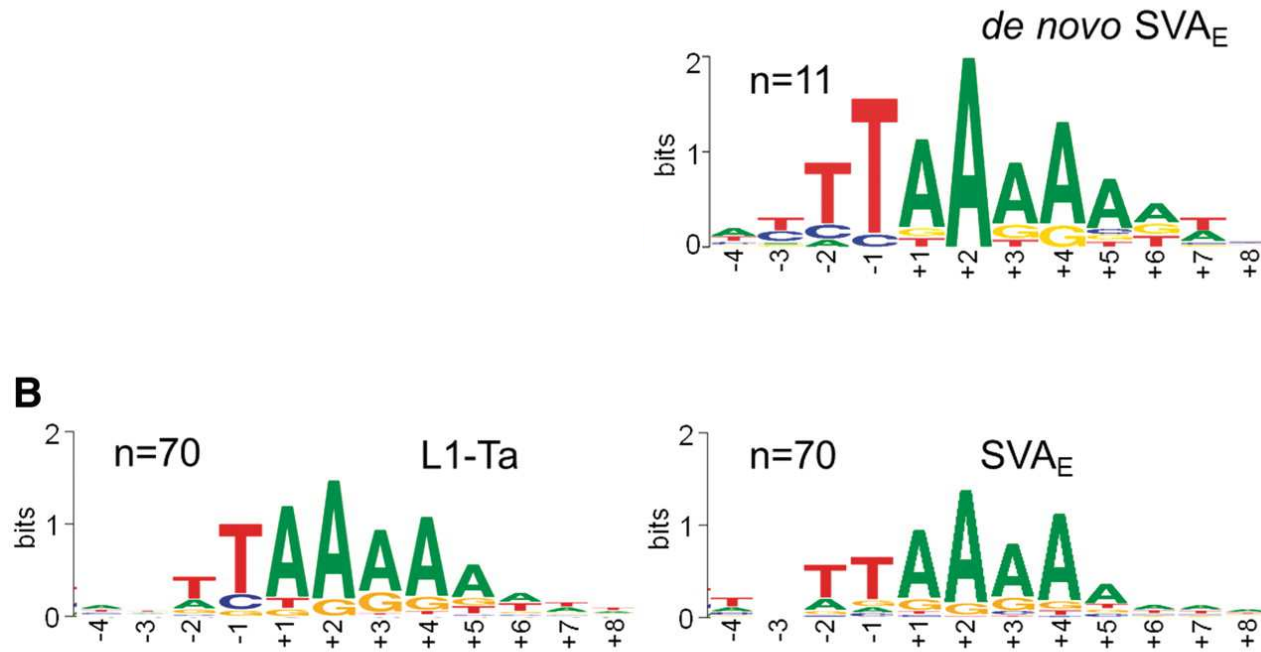 de novo SVAE
n=11
2
1
0
bits
-4 -3 -2 -1 +1 +2 +3 +4 +5 +6 +7 +8
A T T T A A A A A A T
B
n=70 L1-Ta
2
1
0
bits
-4 -3 -2 -1 +1 +2 +3 +4 +5 +6 +7 +8
T T A A A A A
n=70 SVAE
2
1
0
bits
-4 -3 -2 -1 +1 +2 +3 +4 +5 +6 +7 +8
T T A A A A A